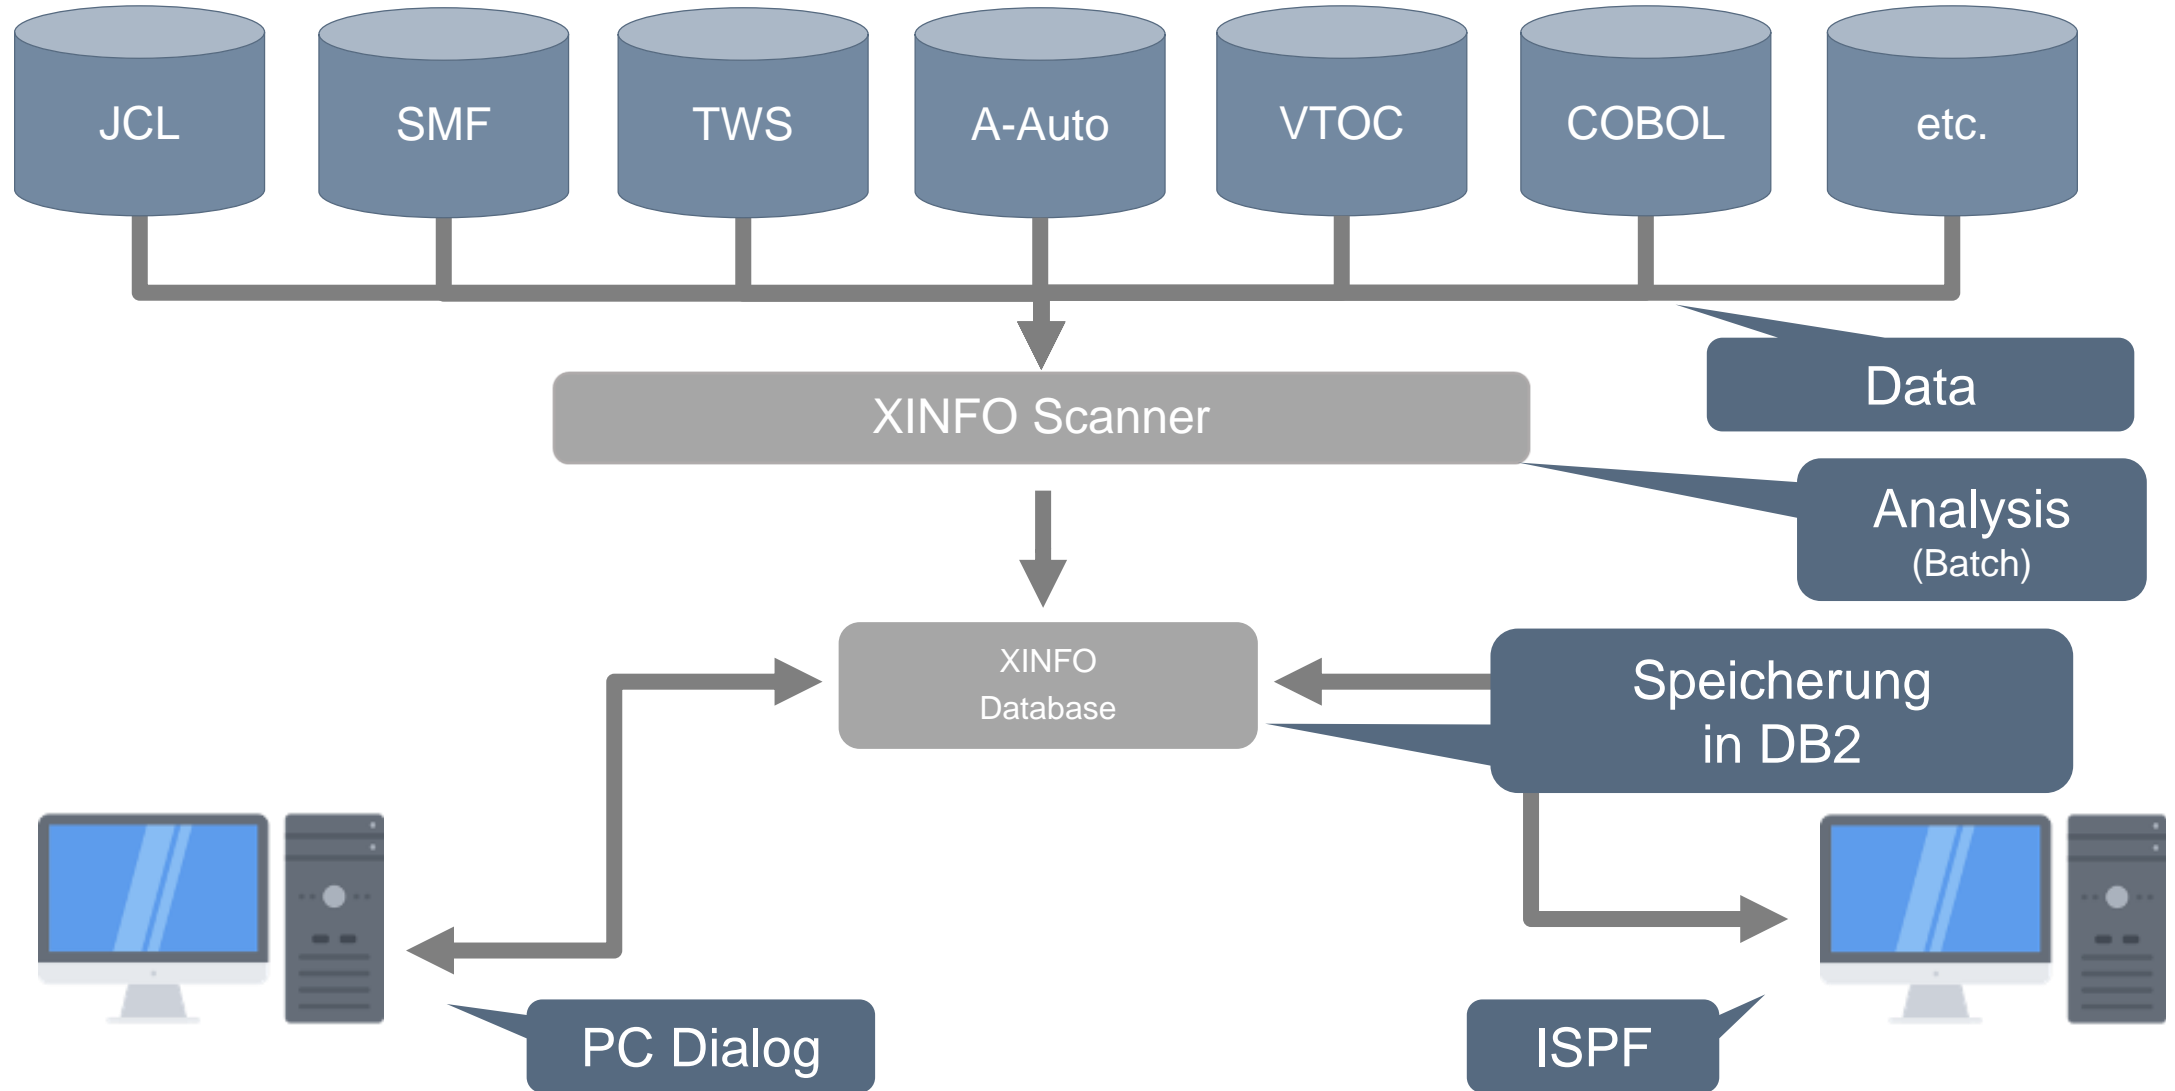 JCL
SMF
TWS
A-Auto
VTOC
COBOL
etc.
Data
XINFO Scanner
Analysis
(Batch)
XINFO
Database
Speicherung
in DB2
PC Dialog
ISPF